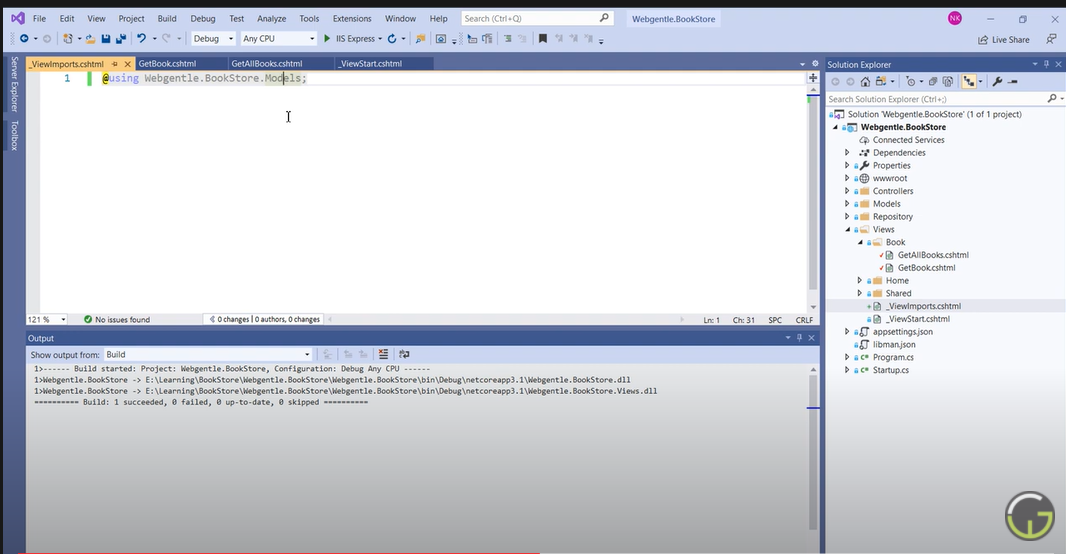 File Edit View Project Build Debug Test Analyze Tools Extensions Window Help Search (Ctrl+Q) Webgentle.BookStore NK
Debug Any CPU IIS Express Live Share
_ViewImports.cshtml GetBook.cshtml GetAllBooks.cshtml _ViewStart.cshtml
Server Explorer
Toolbox
1 @using Webgentle.BookStore.Models;
121 % No issues found 0 changes | 0 authors, 0 changes Ln: 1 Ch: 31 SPC CRLF
Output
Show output from: Build
1>------ Build started: Project: Webgentle.BookStore, Configuration: Debug Any CPU ------
1>Webgentle.BookStore -> E:\Learning\BookStore\Webgentle.BookStore\Webgentle.BookStore\bin\Debug\netcoreapp3.1\Webgentle.BookStore.dll
1>Webgentle.BookStore -> E:\Learning\BookStore\Webgentle.BookStore\Webgentle.BookStore\bin\Debug\netcoreapp3.1\Webgentle.BookStore.Views.dll
========== Build: 1 succeeded, 0 failed, 0 up-to-date, 0 skipped ==========
Solution Explorer
Search Solution Explorer (Ctrl+;)
Solution 'Webgentle.BookStore' (1 of 1 project)
Webgentle.BookStore
Connected Services
Dependencies
Properties
wwwroot
Controllers
Models
Repository
Views
Book
GetAllBooks.cshtml
GetBook.cshtml
Home
Shared
_ViewImports.cshtml
_ViewStart.cshtml
appsettings.json
libman.json
Program.cs
Startup.cs